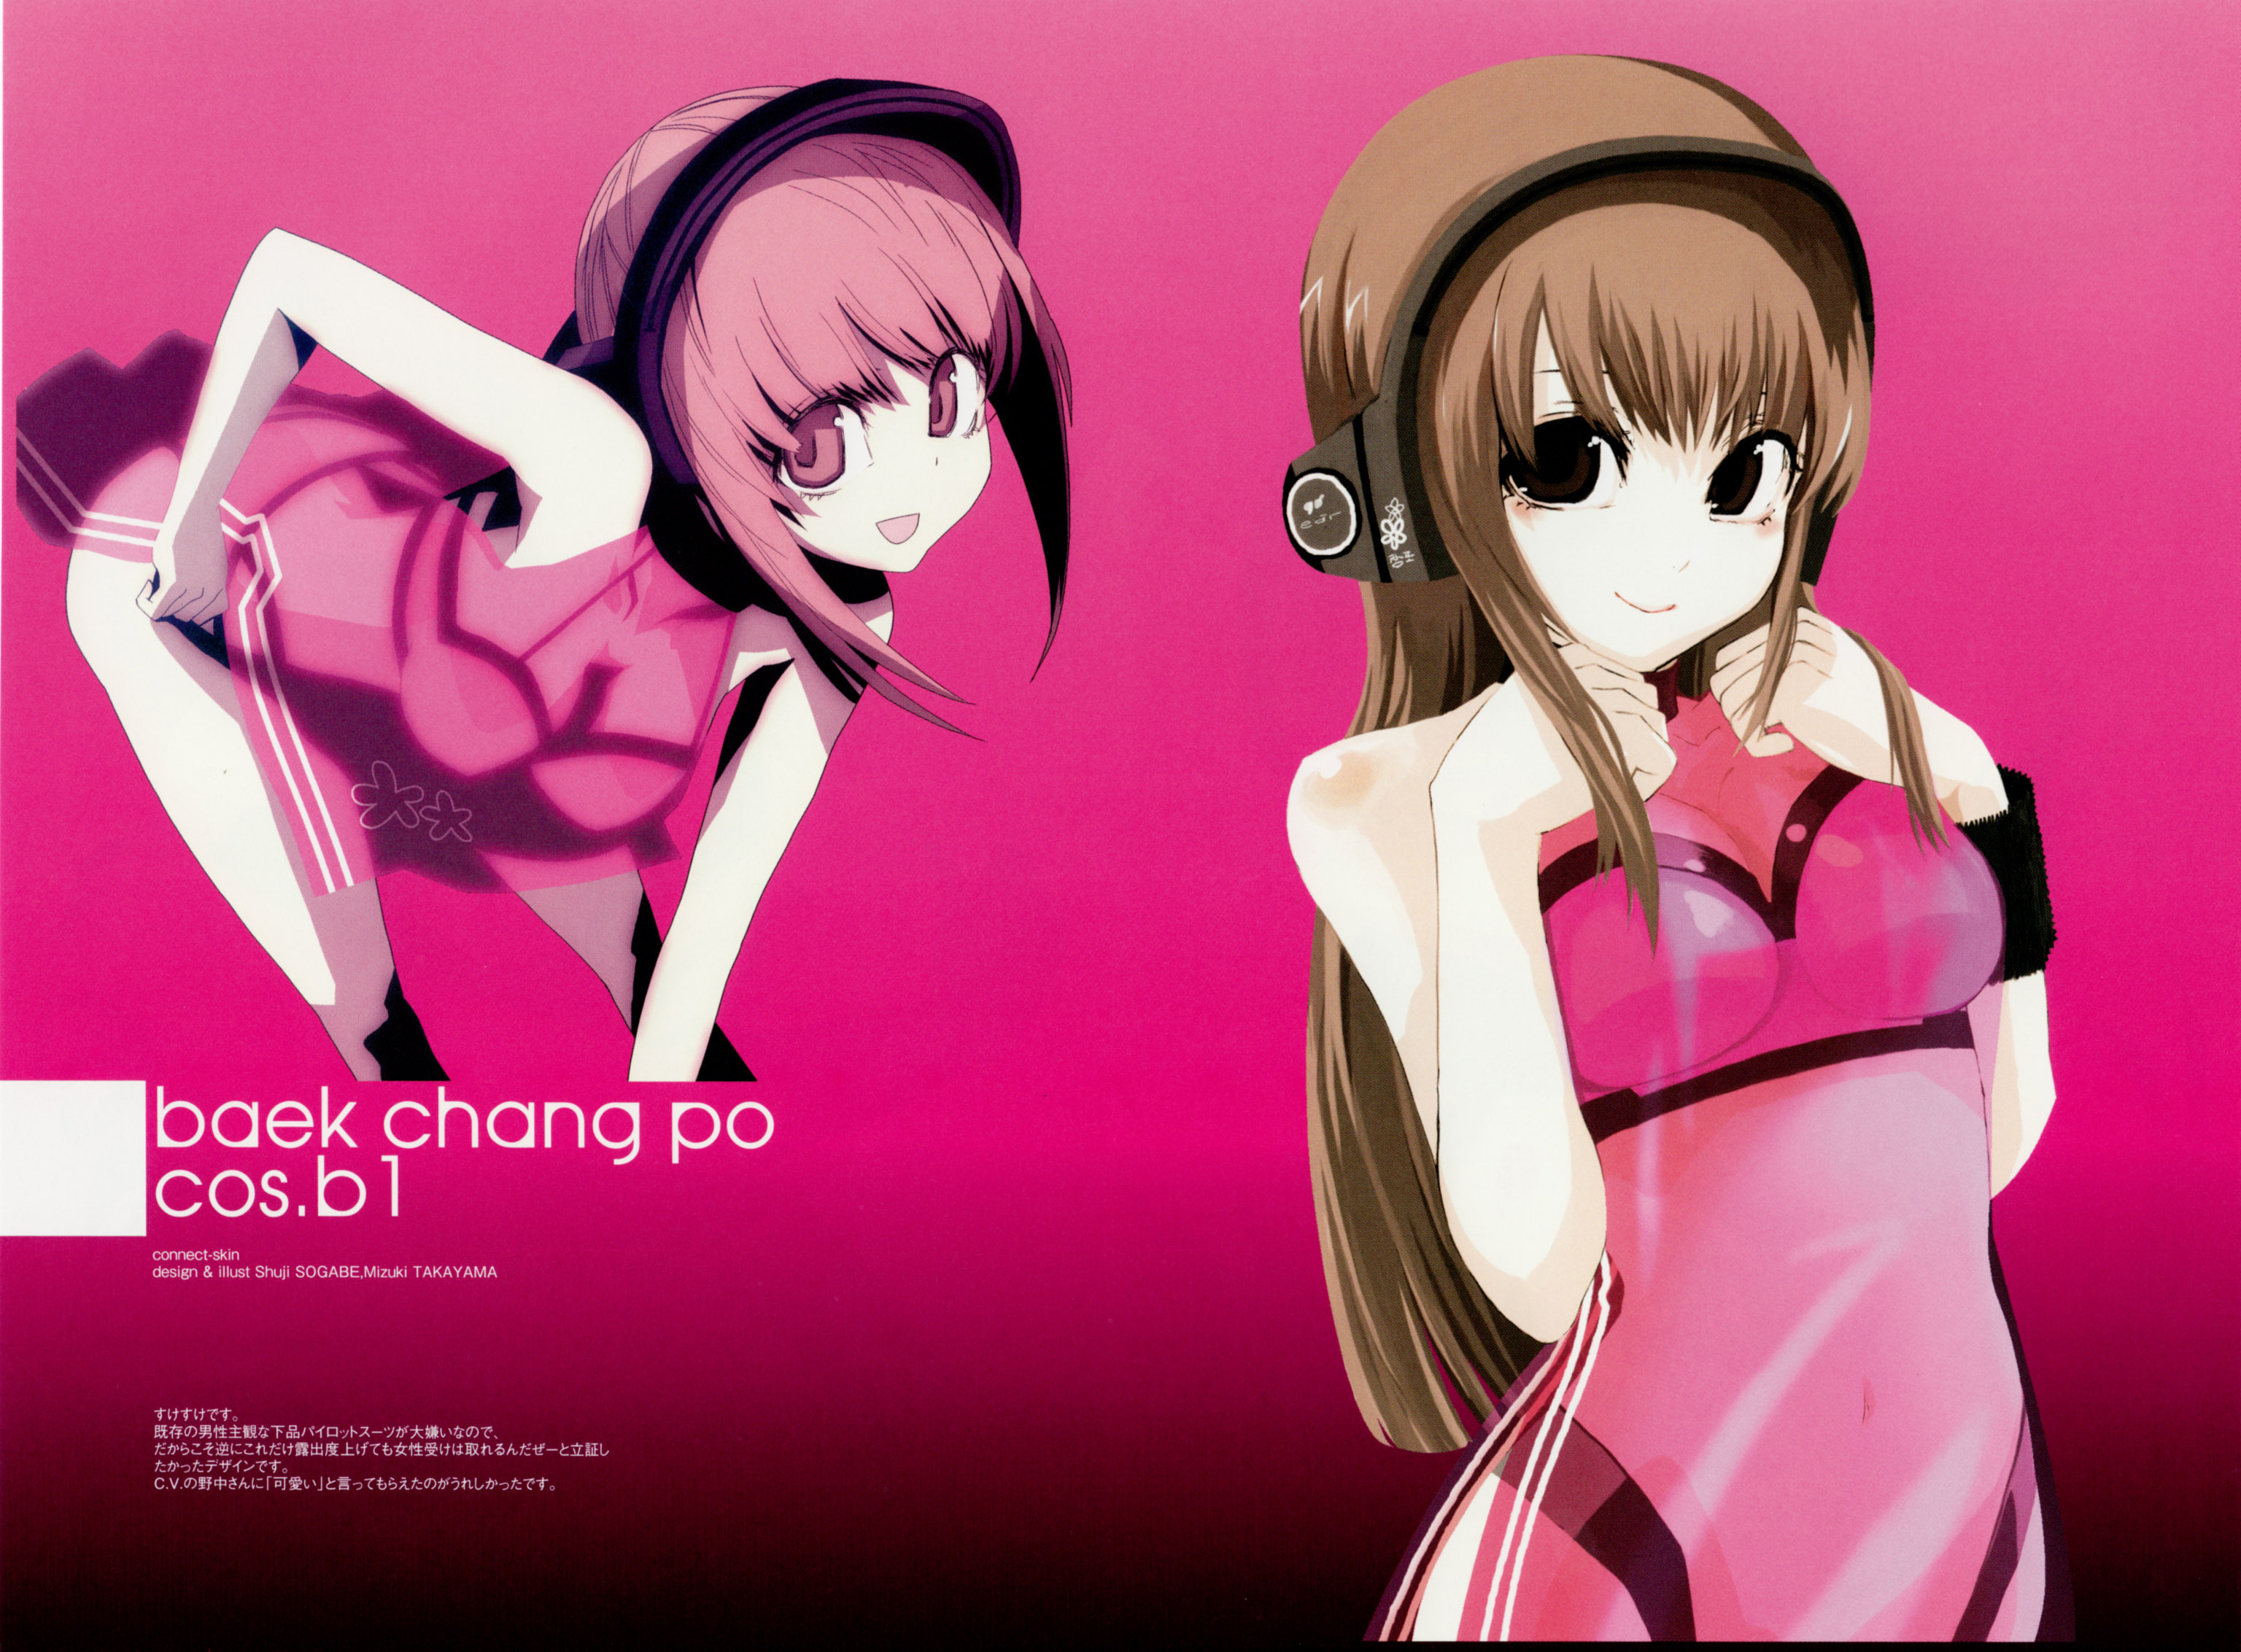 baek chang po
cos.b1
connect-skin
design & illust Shuji SOGABE,Mizuki TAKAYAMA
すけすけです。
既存の男性主観な下品パイロットスーツが大嫌いなので、
だからこそ逆にこれだけ露出度上げても女性受けは取れるんだぜーと立証し
たかったデザインです。
C.V.の野中さんに「可愛い」と言ってもらえたのがうれしかったです。
ear